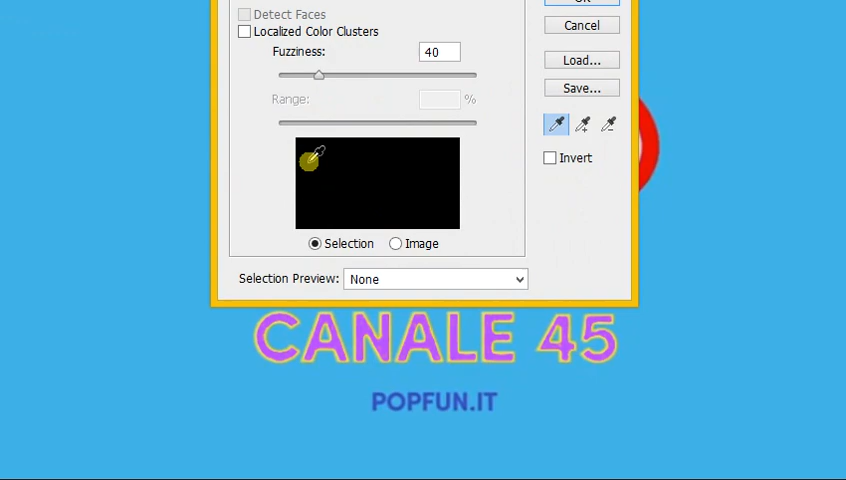 Detect Faces
Localized Color Clusters
Fuzziness: 40
Range: %
Selection Image
Selection Preview: None
OK
Cancel
Load...
Save...
Invert
CANALE 45
POPFUN.IT